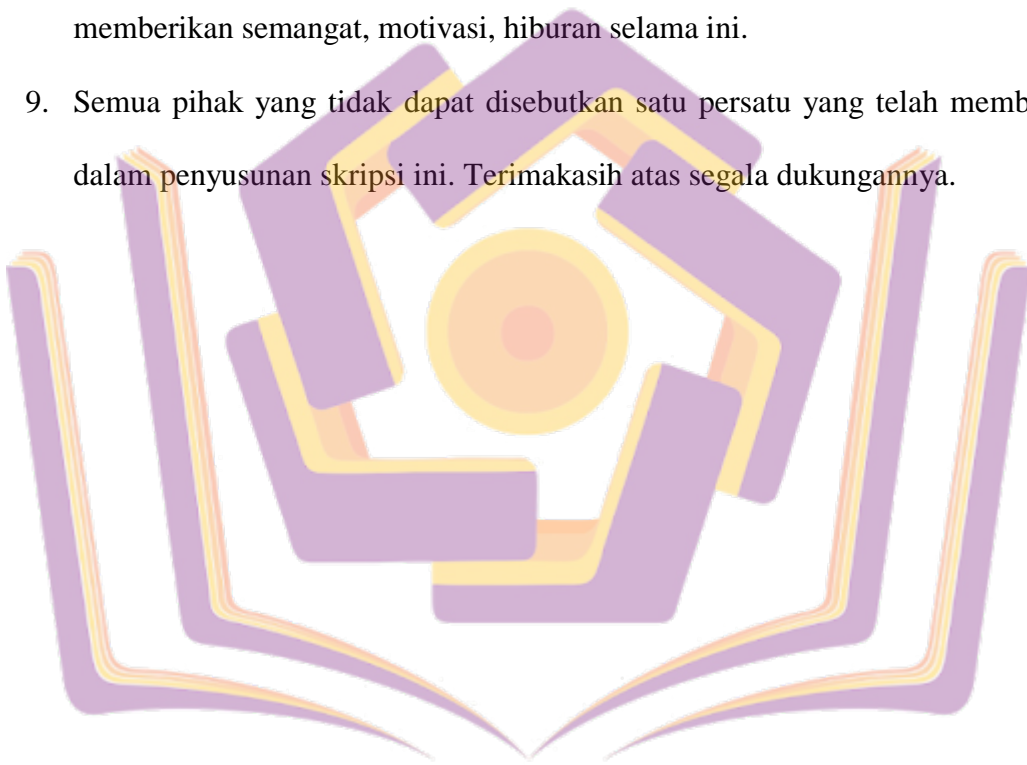 memberikan semangat, motivasi, hiburan selama ini.
9. Semua pihak yang tidak dapat disebutkan satu persatu yang telah memb
dalam penyusunan skripsi ini. Terimakasih atas segala dukungannya.